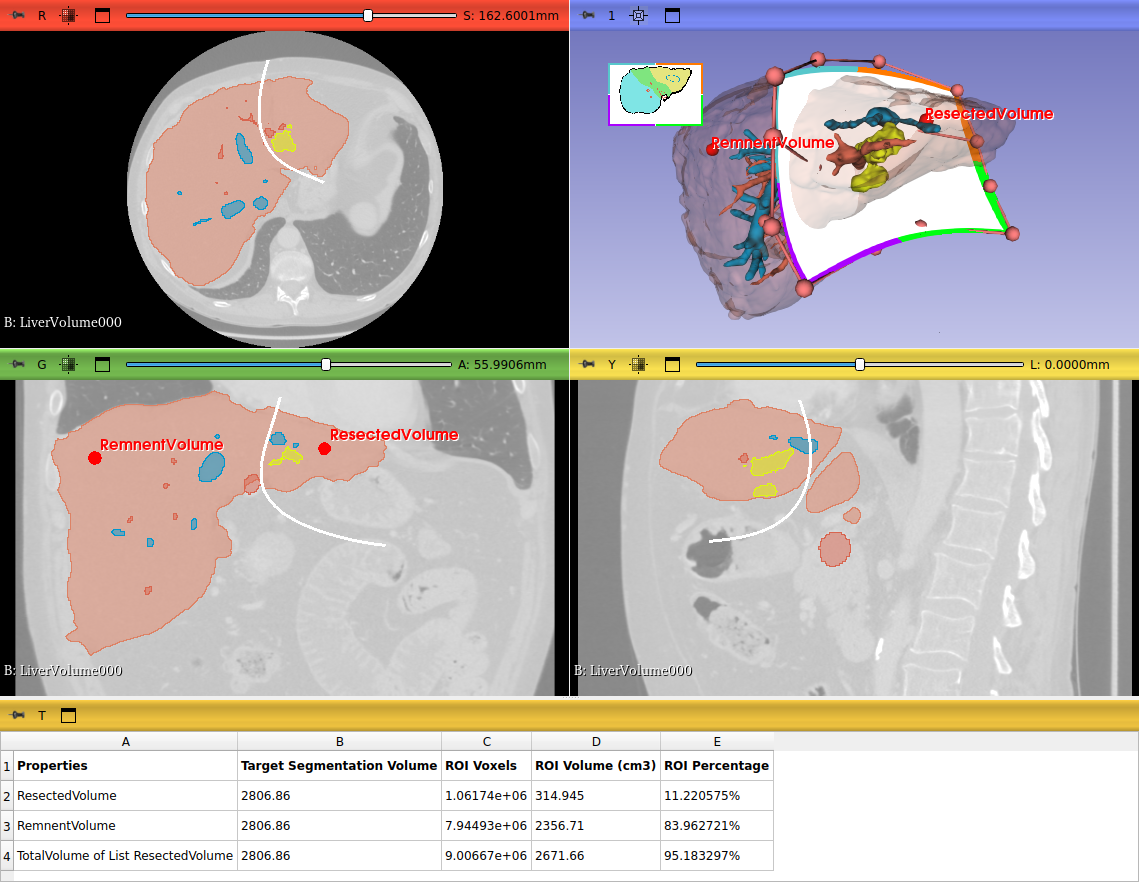 R S: 162.6001mm
B: LiverVolume000
1
ResectedVolume
RemnentVolume
G A: 55.9906mm
RemnentVolume
ResectedVolume
B: LiverVolume000
Y L: 0.0000mm
B: LiverVolume000
T
A B C D E
1 Properties Target Segmentation Volume ROI Voxels ROI Volume (cm3) ROI Percentage
2 ResectedVolume 2806.86 1.06174e+06 314.945 11.220575%
3 RemnentVolume 2806.86 7.94493e+06 2356.71 83.962721%
4 TotalVolume of List ResectedVolume 2806.86 9.00667e+06 2671.66 95.183297%